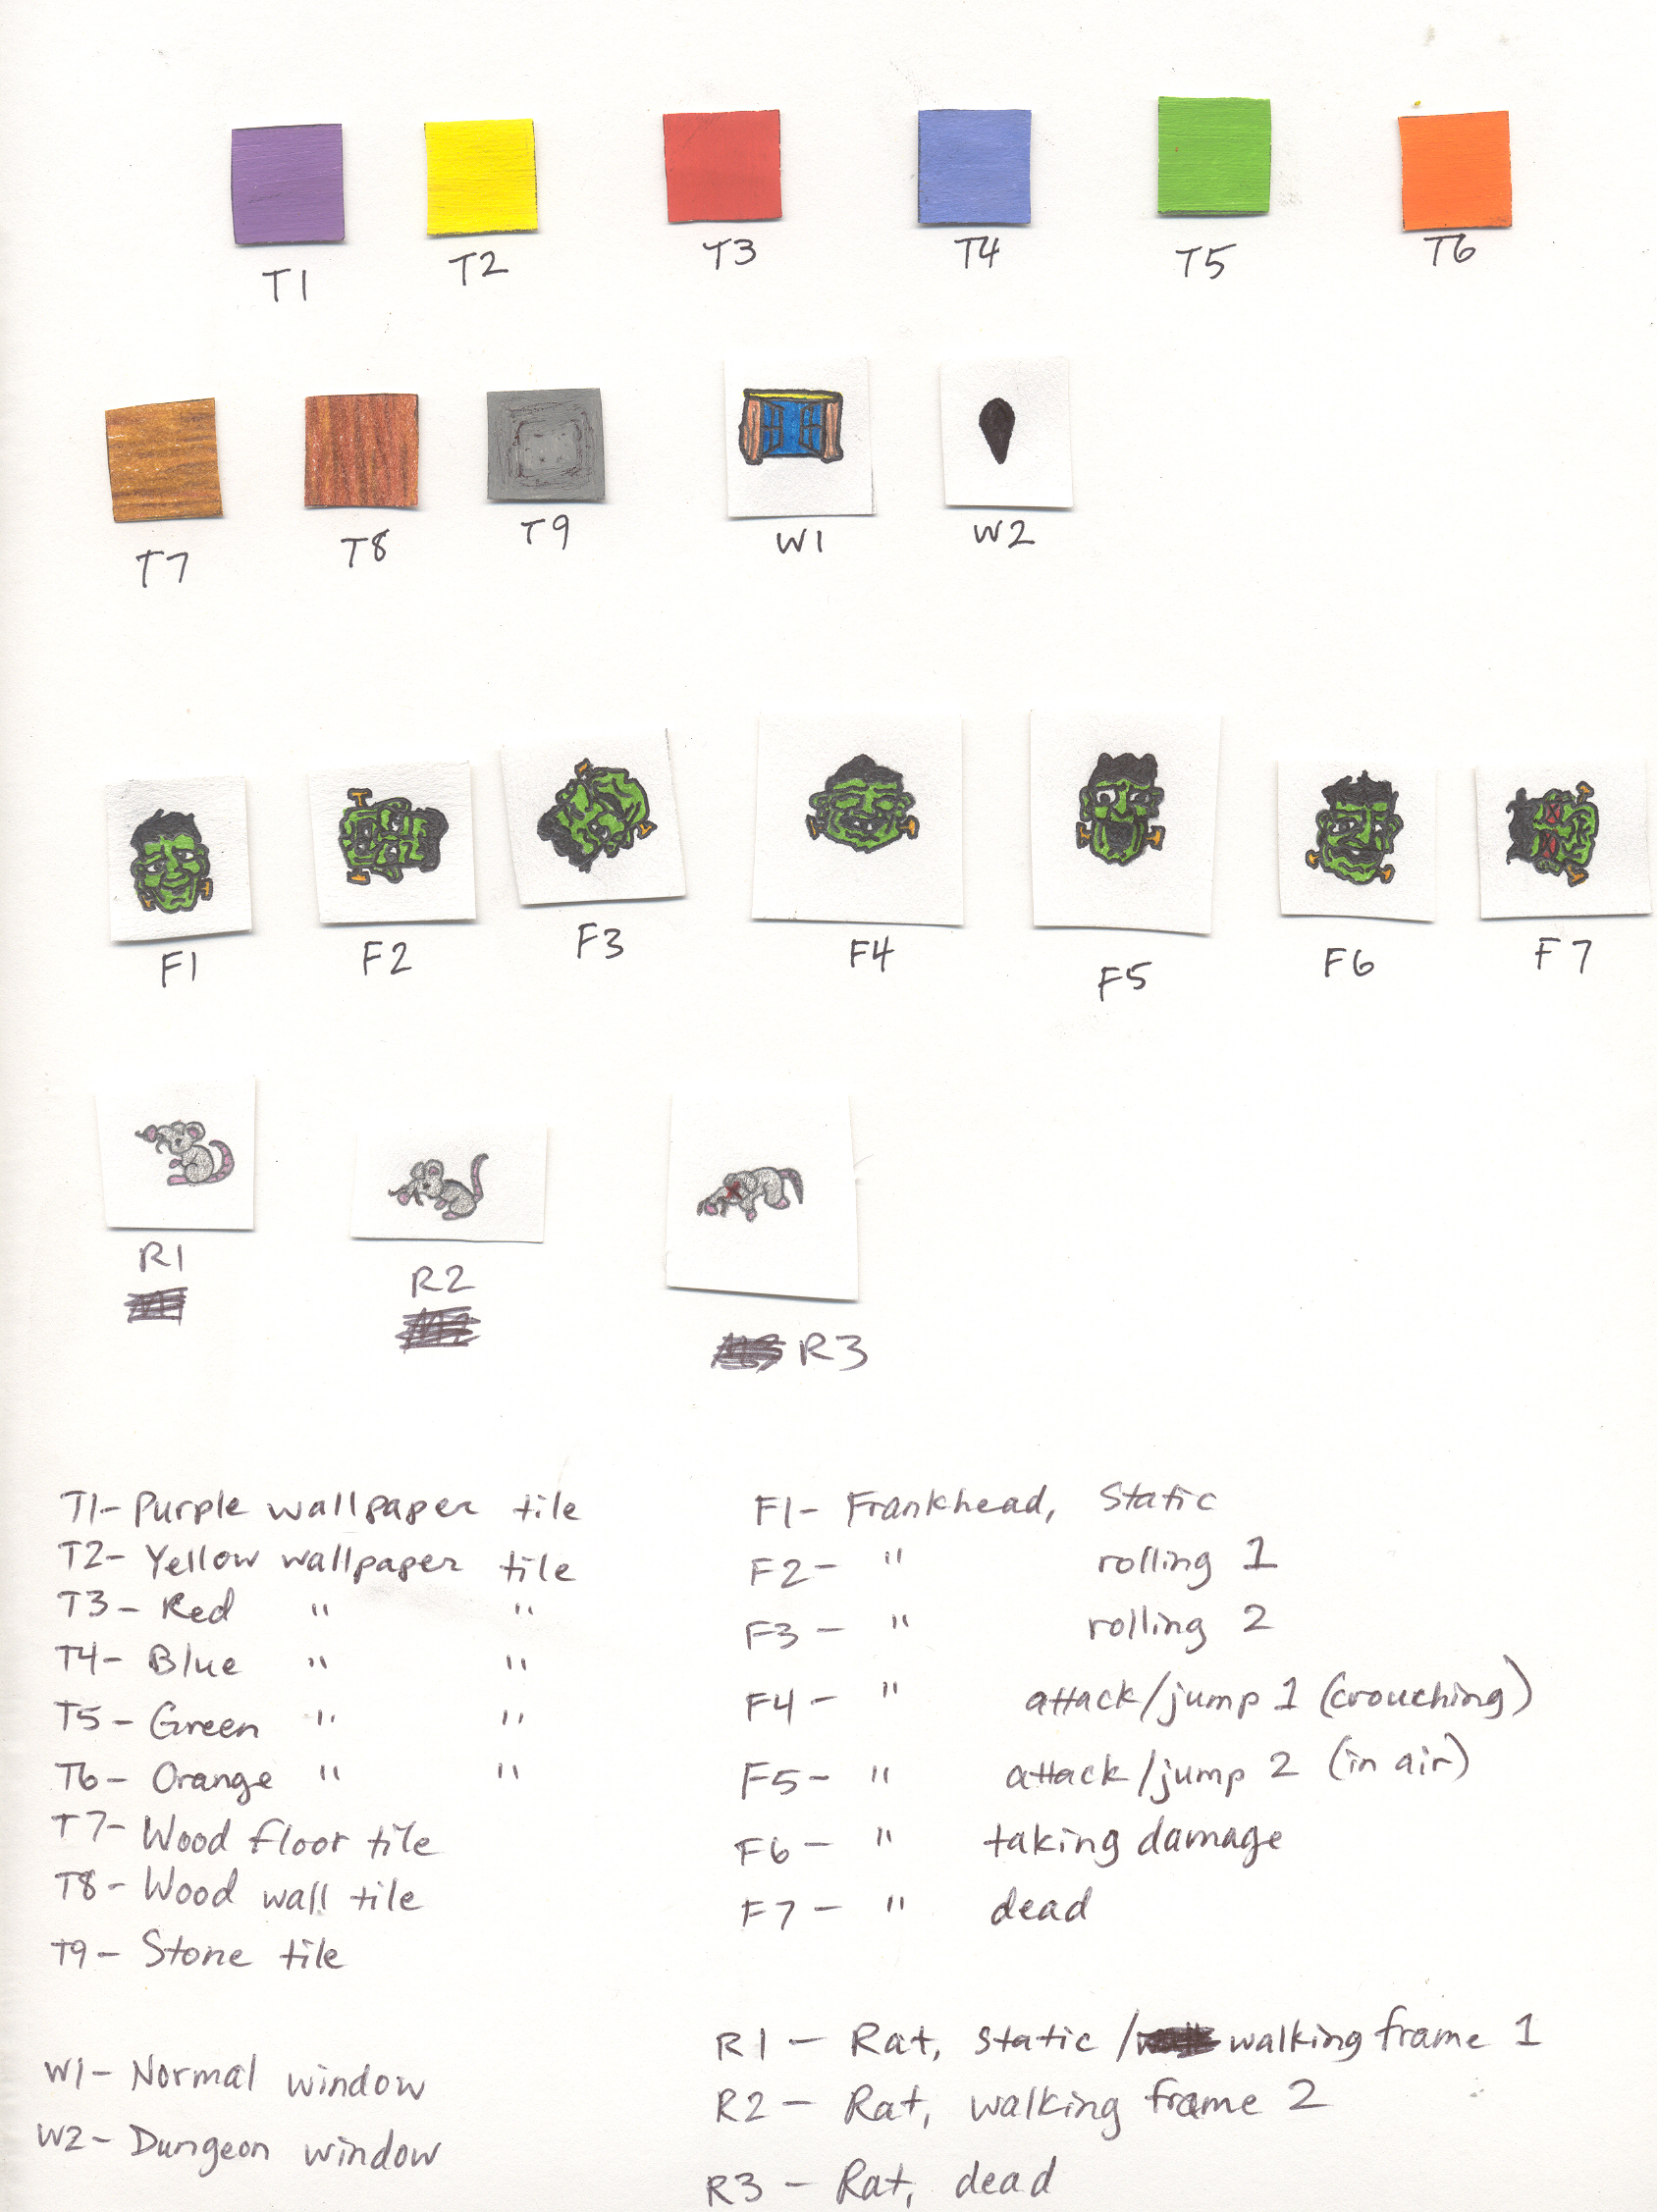 T1 T2 T3 T4 T5 T6
T7 T8 T9 W1 W2
F1 F2 F3 F4 F5 F6 F7
R1 R2 R3
T1- Purple wallpaper tile
T2- Yellow wallpaper tile
T3- Red " "
T4- Blue " "
T5- Green " "
T6- Orange " "
T7- Wood floor tile
T8- Wood wall tile
T9- Stone tile
W1- Normal window
W2- Dungeon window
F1- Frankhead, Static
F2- " rolling 1
F3- " rolling 2
F4- " attack/jump 1 (crouching)
F5- " attack/jump 2 (in air)
F6- " taking damage
F7- " dead
R1- Rat, static / walking frame 1
R2- Rat, walking frame 2
R3- Rat, dead